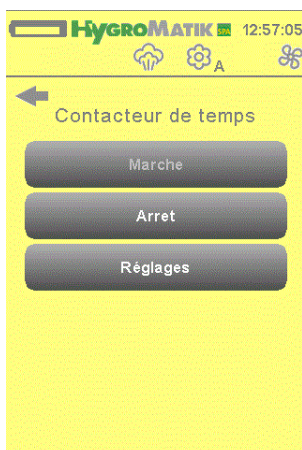 HYGROMATIK SPA 12:57:05
A
Contacteur de temps
Marche
Arret
Réglages